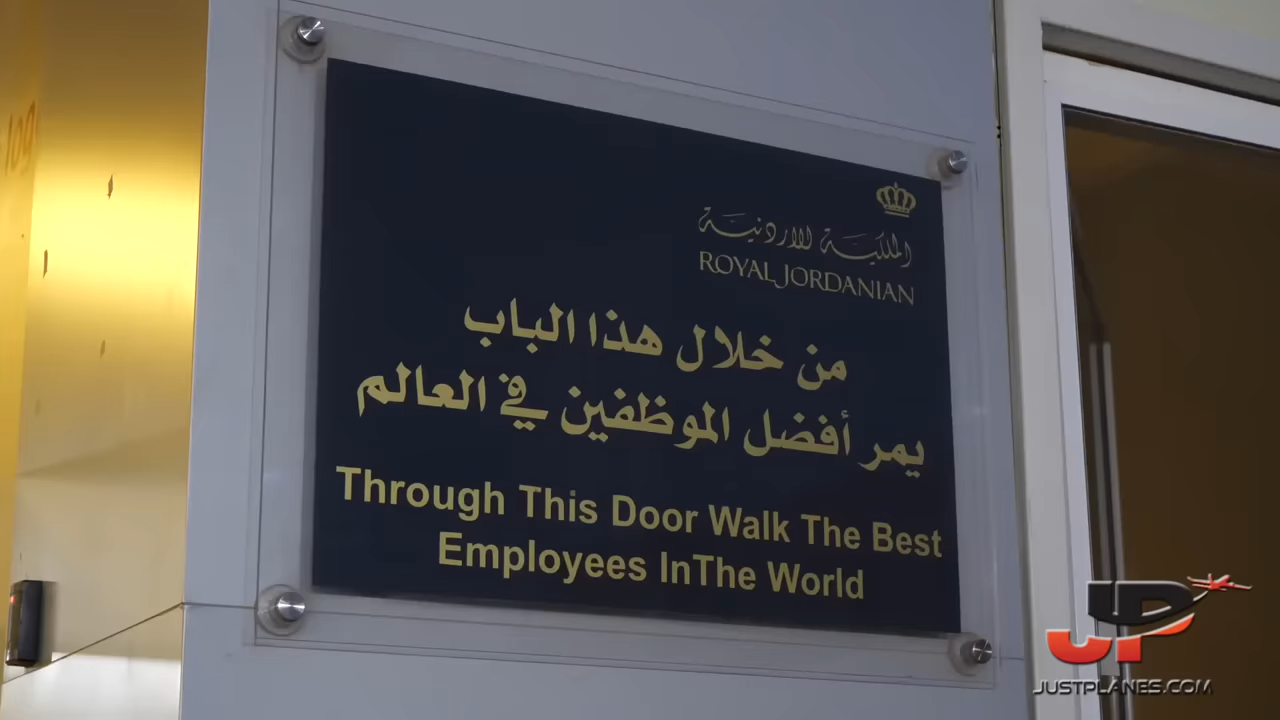 الملكية الاردنية
ROYAL JORDANIAN
من خلال هذا الباب
يمر أفضل الموظفين في العالم
Through This Door Walk The Best
Employees InThe World
JP
JUSTPLANES.COM